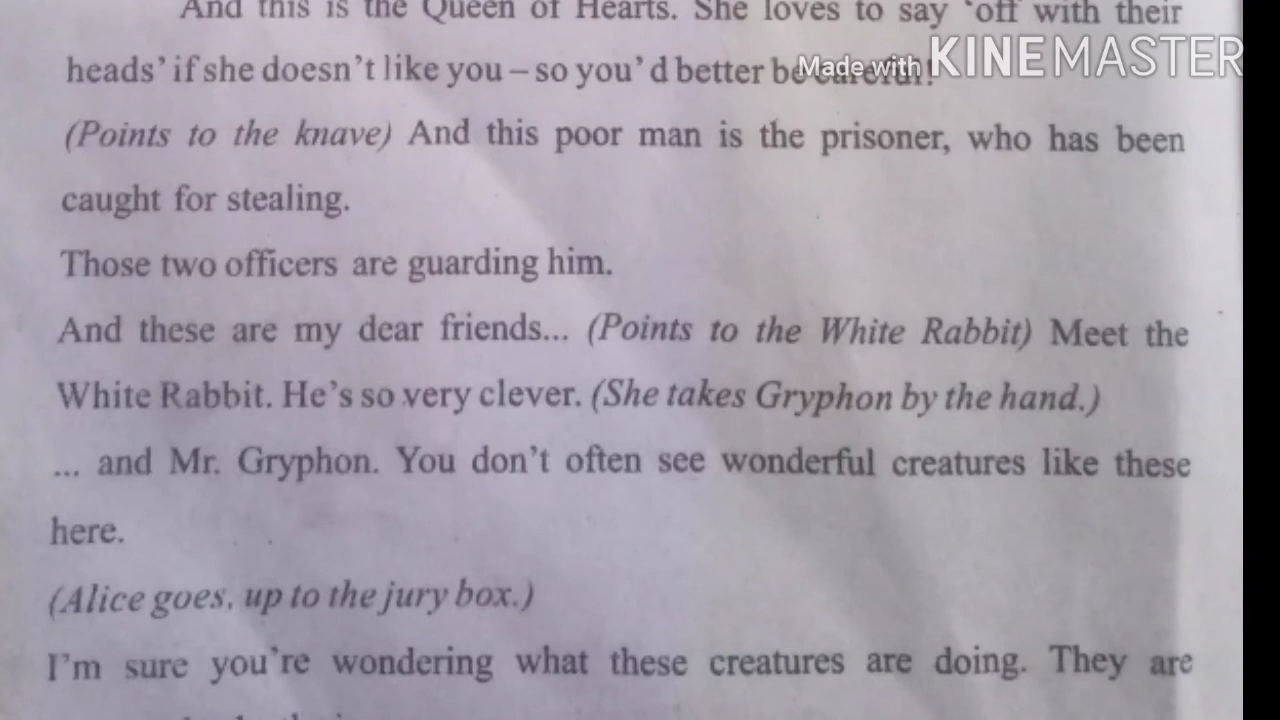 And this is the Queen of Hearts. She loves to say 'off with their
heads' if she doesn't like you – so you' d better be careful!
Made with KINEMASTER
(Points to the knave) And this poor man is the prisoner, who has been
caught for stealing.
Those two officers are guarding him.
And these are my dear friends... (Points to the White Rabbit) Meet the
White Rabbit. He's so very clever. (She takes Gryphon by the hand.)
... and Mr. Gryphon. You don't often see wonderful creatures like these
here.
(Alice goes, up to the jury box.)
I'm sure you're wondering what these creatures are doing. They are